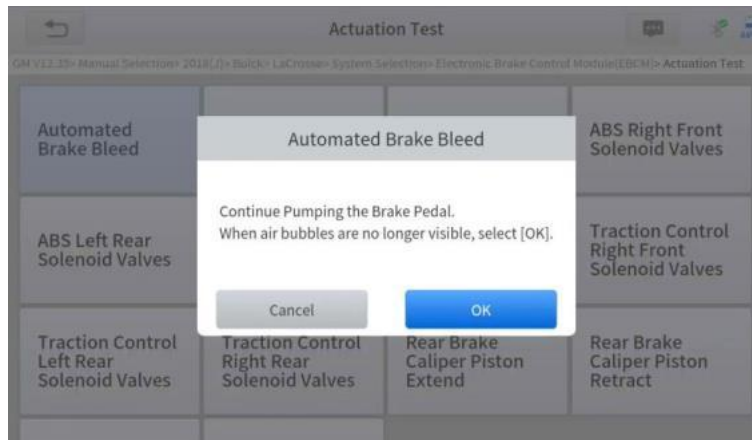 Actuation Test
GM V12.35> Manual Selection> 2018(J)> Buick> LaCrosse> System Selection> Electronic Brake Control Module(EBCM)> Actuation Test
Automated
Brake Bleed
ABS Right Front
Solenoid Valves
Automated Brake Bleed
Continue Pumping the Brake Pedal.
When air bubbles are no longer visible, select [OK].
Cancel
OK
ABS Left Rear
Solenoid Valves
Traction Control
Right Front
Solenoid Valves
Traction Control
Left Rear
Solenoid Valves
Traction Control
Right Rear
Solenoid Valves
Rear Brake
Caliper Piston
Extend
Rear Brake
Caliper Piston
Retract